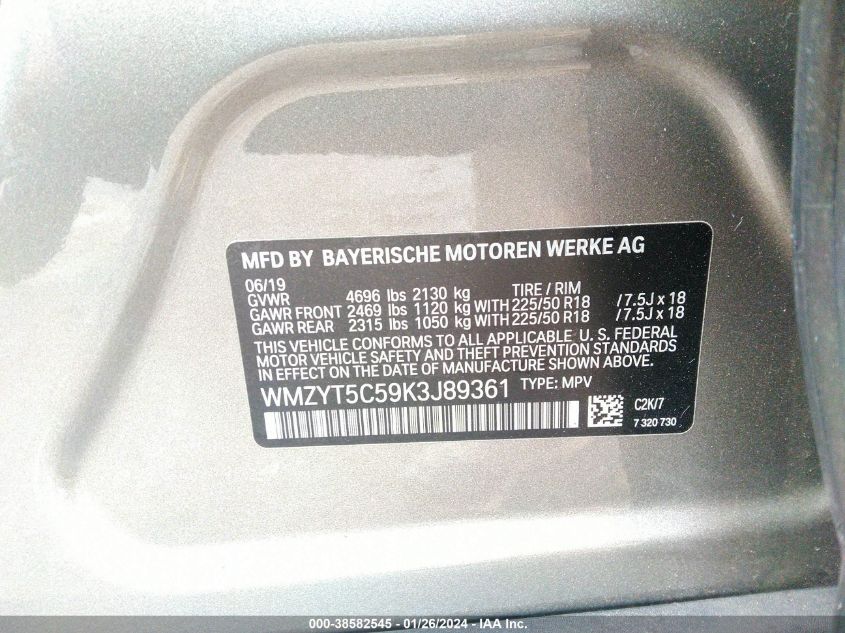 MFD BY BAYERISCHE MOTOREN WERKE AG
06/19 TIRE / RIM
GVWR 4696 lbs 2130 kg
GAWR FRONT 2469 lbs 1120 kg WITH 225/50 R18 /7.5J x 18
GAWR REAR 2315 lbs 1050 kg WITH 225/50 R18 /7.5J x 18
THIS VEHICLE CONFORMS TO ALL APPLICABLE U. S. FEDERAL
MOTOR VEHICLE SAFETY AND THEFT PREVENTION STANDARDS
IN EFFECT ON THE DATE OF MANUFACTURE SHOWN ABOVE.
WMZYT5C59K3J89361 TYPE: MPV
C2K/7
7 320 730
000-38582545 - 01/26/2024 - IAA Inc.